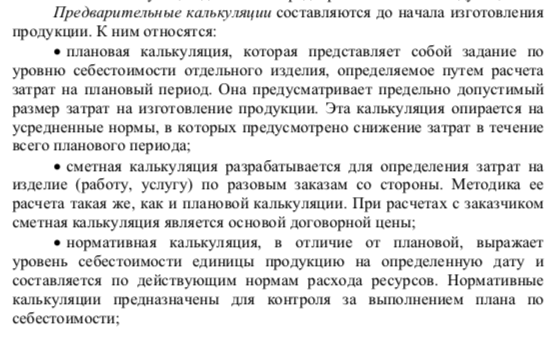 Предварительные калькуляции составляются до начала изготовления
продукции. К ним относятся:
• плановая калькуляция, которая представляет собой задание по
уровню себестоимости отдельного изделия, определяемое путем расчета
затрат на плановый период. Она предусматривает предельно допустимый
размер затрат на изготовление продукции. Эта калькуляция опирается на
усредненные нормы, в которых предусмотрено снижение затрат в течение
всего планового периода;
• сметная калькуляция разрабатывается для определения затрат на
изделие (работу, услугу) по разовым заказам со стороны. Методика ее
расчета такая же, как и плановой калькуляции. При расчетах с заказчиком
сметная калькуляция является основой договорной цены;
• нормативная калькуляция, в отличие от плановой, выражает
уровень себестоимости единицы продукцию на определенную дату и
составляется по действующим нормам расхода ресурсов. Нормативные
калькуляции предназначены для контроля за выполнением плана по
себестоимости;